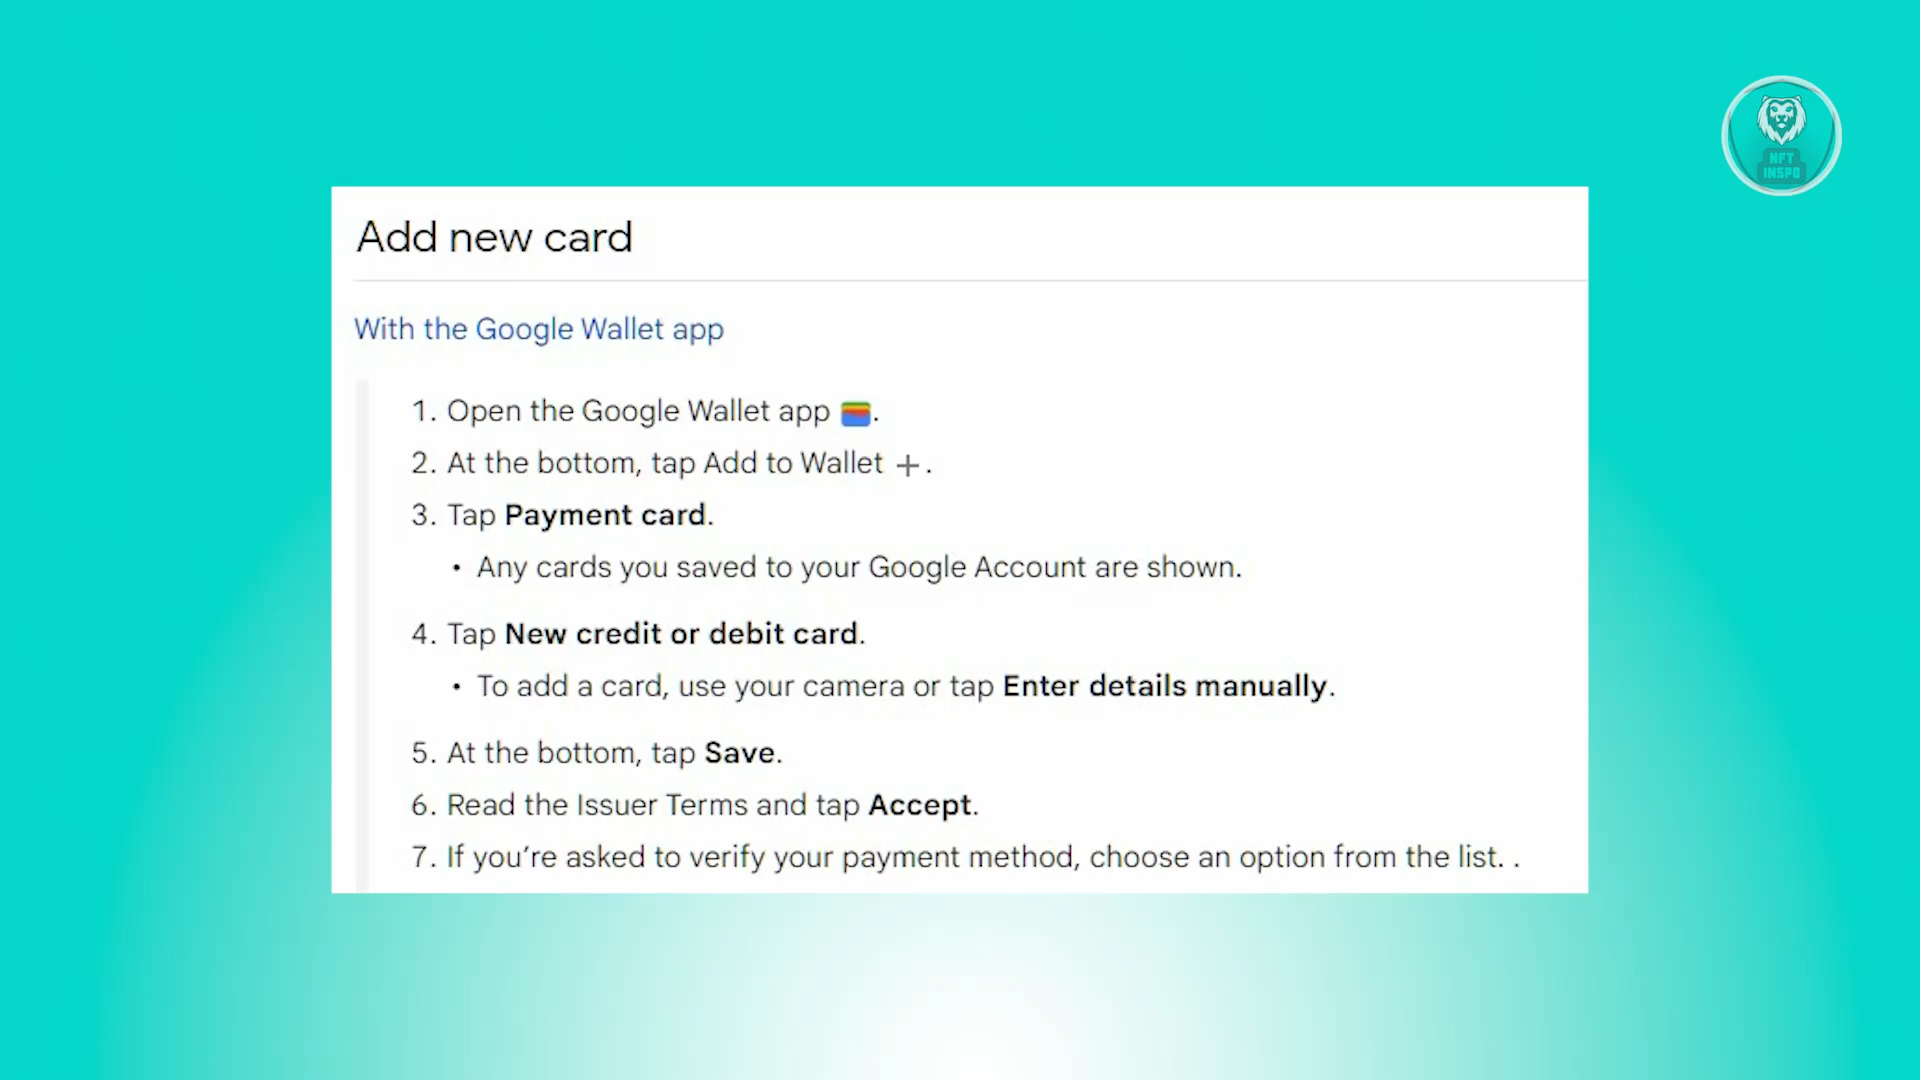 NFT
INSPO
Add new card
With the Google Wallet app
1. Open the Google Wallet app .
2. At the bottom, tap Add to Wallet + .
3. Tap Payment card.
• Any cards you saved to your Google Account are shown.
4. Tap New credit or debit card.
• To add a card, use your camera or tap Enter details manually.
5. At the bottom, tap Save.
6. Read the Issuer Terms and tap Accept.
7. If you’re asked to verify your payment method, choose an option from the list. .